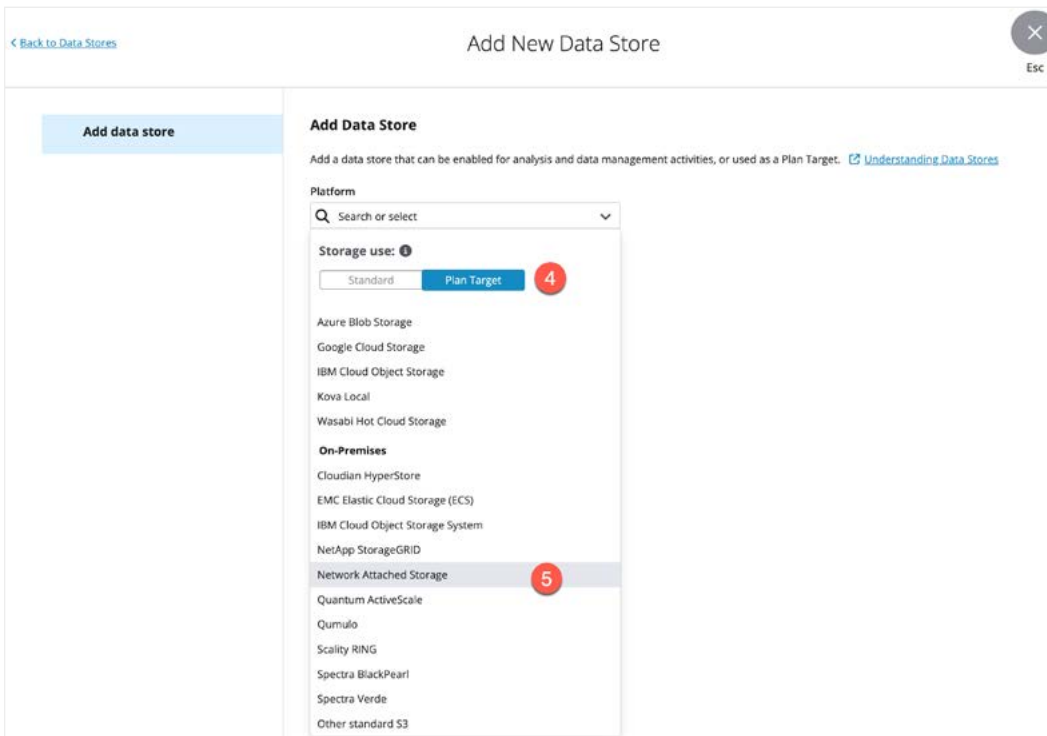 Back to Data Stores
Add New Data Store
Esc
Add data store
Add Data Store
Add a data store that can be enabled for analysis and data management activities, or used as a Plan Target. Understanding Data Stores
Platform
Search or select
Storage use:
Standard Plan Target 4
Azure Blob Storage
Google Cloud Storage
IBM Cloud Object Storage
Kova Local
Wasabi Hot Cloud Storage
On-Premises
Cloudian HyperStore
EMC Elastic Cloud Storage (ECS)
IBM Cloud Object Storage System
NetApp StorageGRID
Network Attached Storage 5
Quantum ActiveScale
Qumulo
Scality RING
Spectra BlackPearl
Spectra Verde
Other standard S3